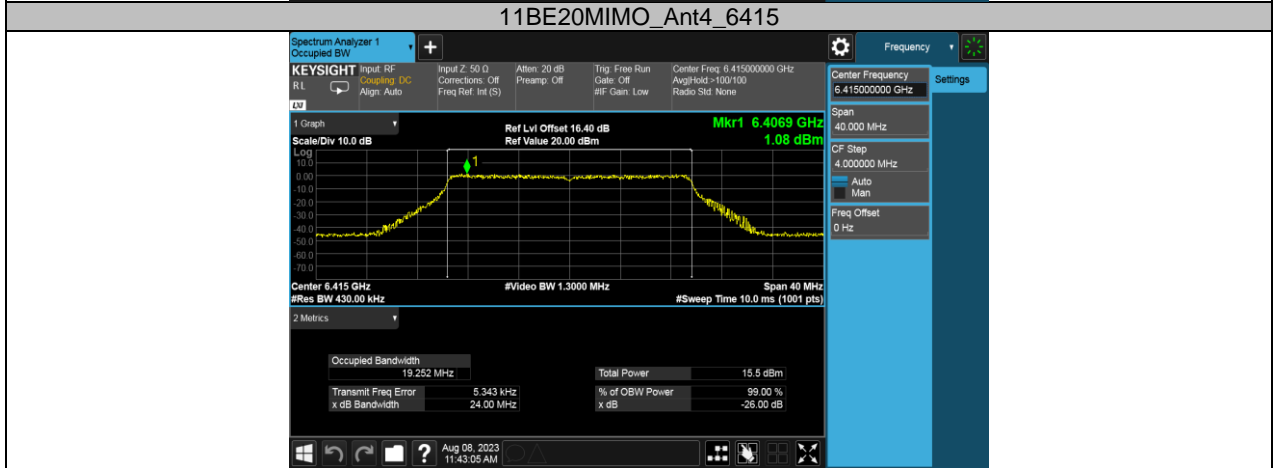 11BE20MIMO_Ant4_6415
Spectrum Analyzer 1
Occupied BW
Frequency
KEYSIGHT
RL
LXI
Input: RF
Coupling: DC
Align: Auto
Input Z: 50 Ω
Corrections: Off
Freq Ref: Int (S)
Atten: 20 dB
Preamp: Off
Trig: Free Run
Gate: Off
#IF Gain: Low
Center Freq: 6.415000000 GHz
Avg|Hold:>100/100
Radio Std: None
Center Frequency
6.415000000 GHz
Settings
Span
40.000 MHz
CF Step
4.000000 MHz
Auto
Man
Freq Offset
0 Hz
1 Graph
Scale/Div 10.0 dB
Ref Lvl Offset 16.40 dB
Ref Value 20.00 dBm
Mkr1 6.4069 GHz
1.08 dBm
Log
10.0
0.00
-10.0
-20.0
-30.0
-40.0
-50.0
-60.0
-70.0
1
Center 6.415 GHz
#Res BW 430.00 kHz
#Video BW 1.3000 MHz
Span 40 MHz
#Sweep Time 10.0 ms (1001 pts)
2 Metrics
Occupied Bandwidth
19.252 MHz
Total Power 15.5 dBm
Transmit Freq Error 5.343 kHz
% of OBW Power 99.00 %
x dB Bandwidth 24.00 MHz
x dB -26.00 dB
?
Aug 08, 2023
11:43:05 AM